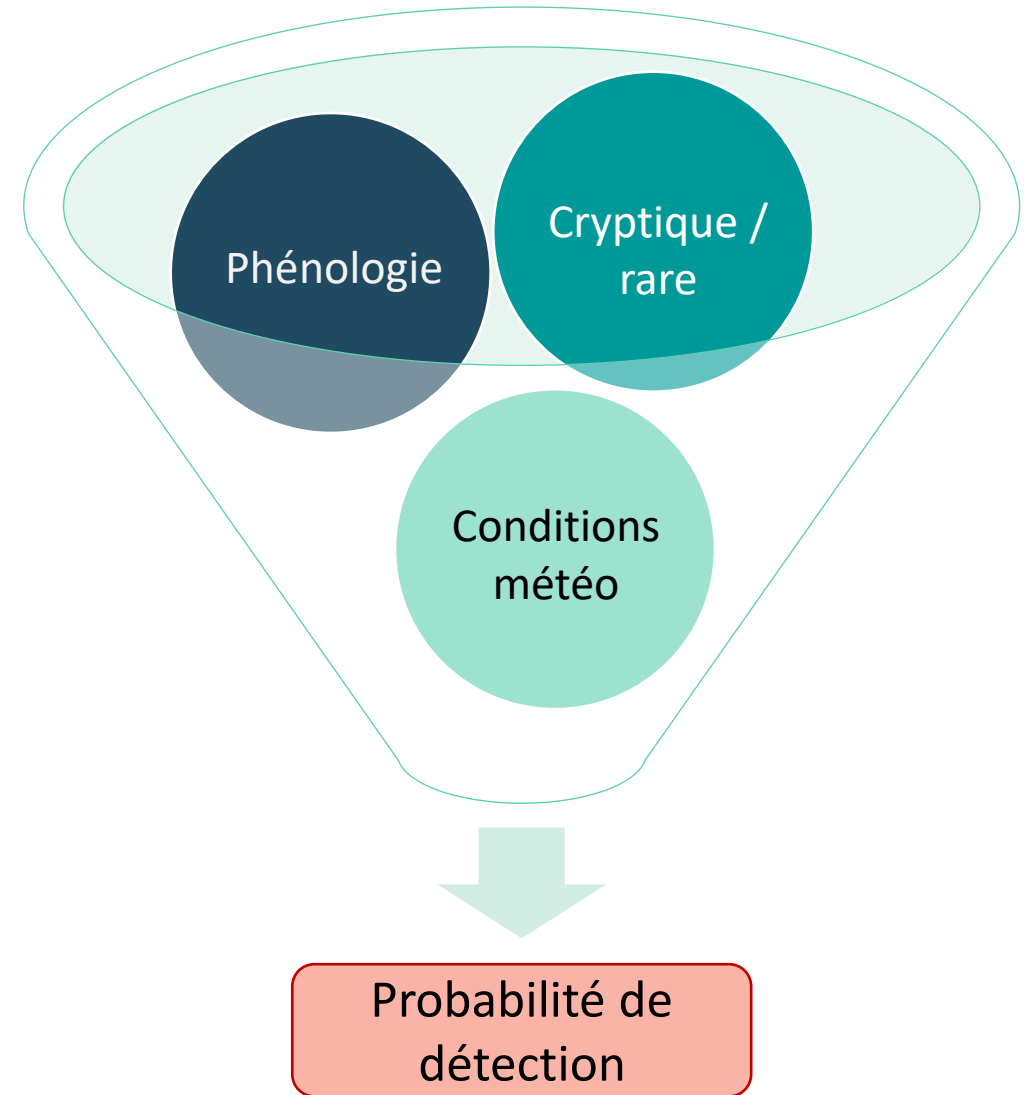 Phénologie
Cryptique /
rare
Conditions
météo
Probabilité de
détection